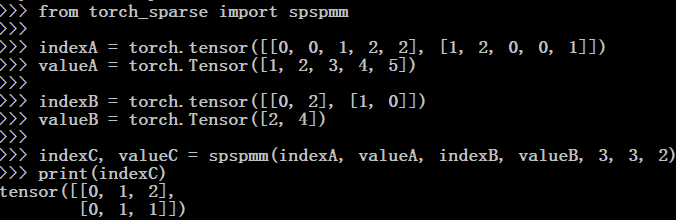 >>> from torch_sparse import spspmm
>>>
>>> indexA = torch.tensor([[0, 0, 1, 2, 2], [1, 2, 0, 0, 1]])
>>> valueA = torch.Tensor([1, 2, 3, 4, 5])
>>>
>>> indexB = torch.tensor([[0, 2], [1, 0]])
>>> valueB = torch.Tensor([2, 4])
>>>
>>> indexC, valueC = spspmm(indexA, valueA, indexB, valueB, 3, 3, 2)
>>> print(indexC)
tensor([[0, 1, 2],
        [0, 1, 1]])